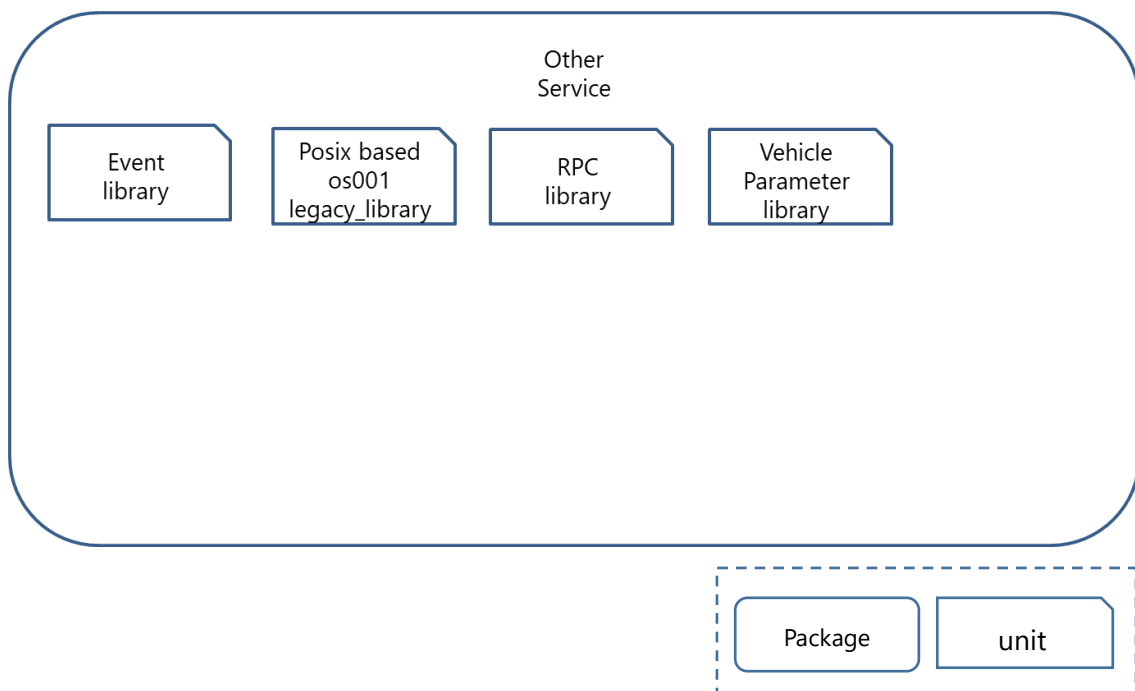 Other
Service
Event
library
Posix based
os001
legacy_library
RPC
library
Vehicle
Parameter
library
Package
unit